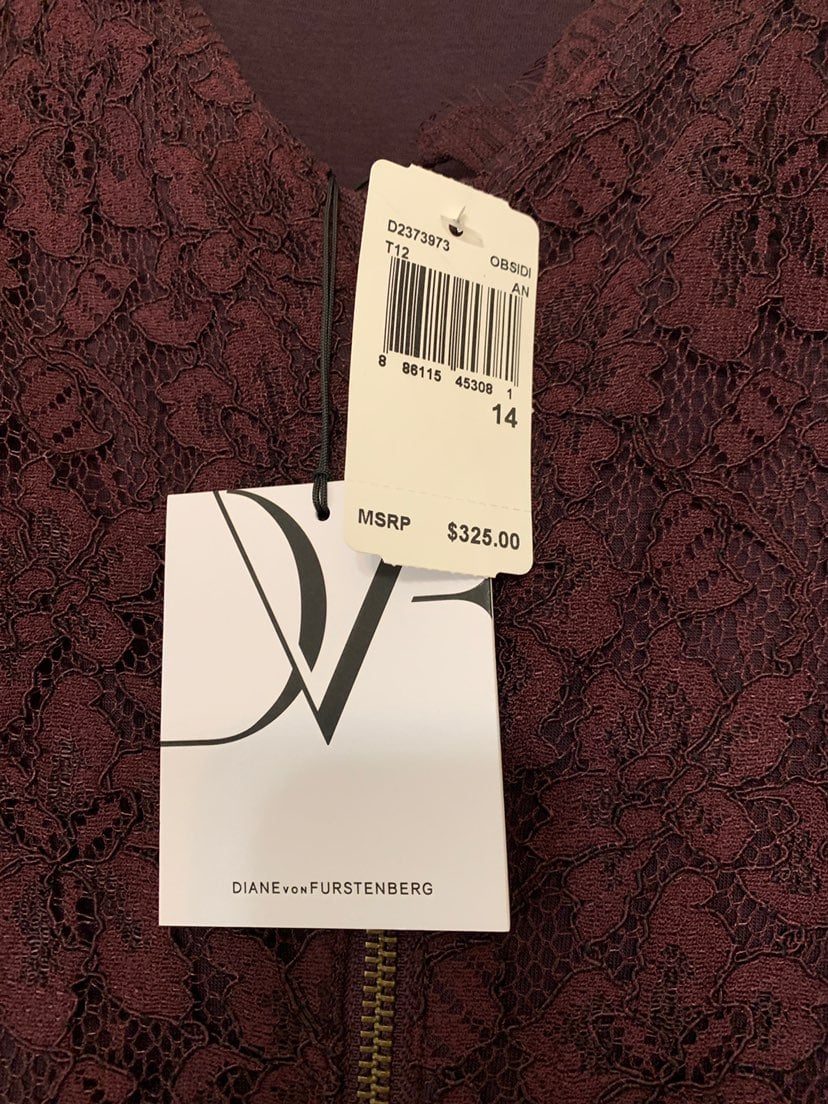 D2373973
T12
OBSIDI
AN
8 86115 45308 1
14
MSRP $325.00
DVF
DIANE VON FURSTENBERG